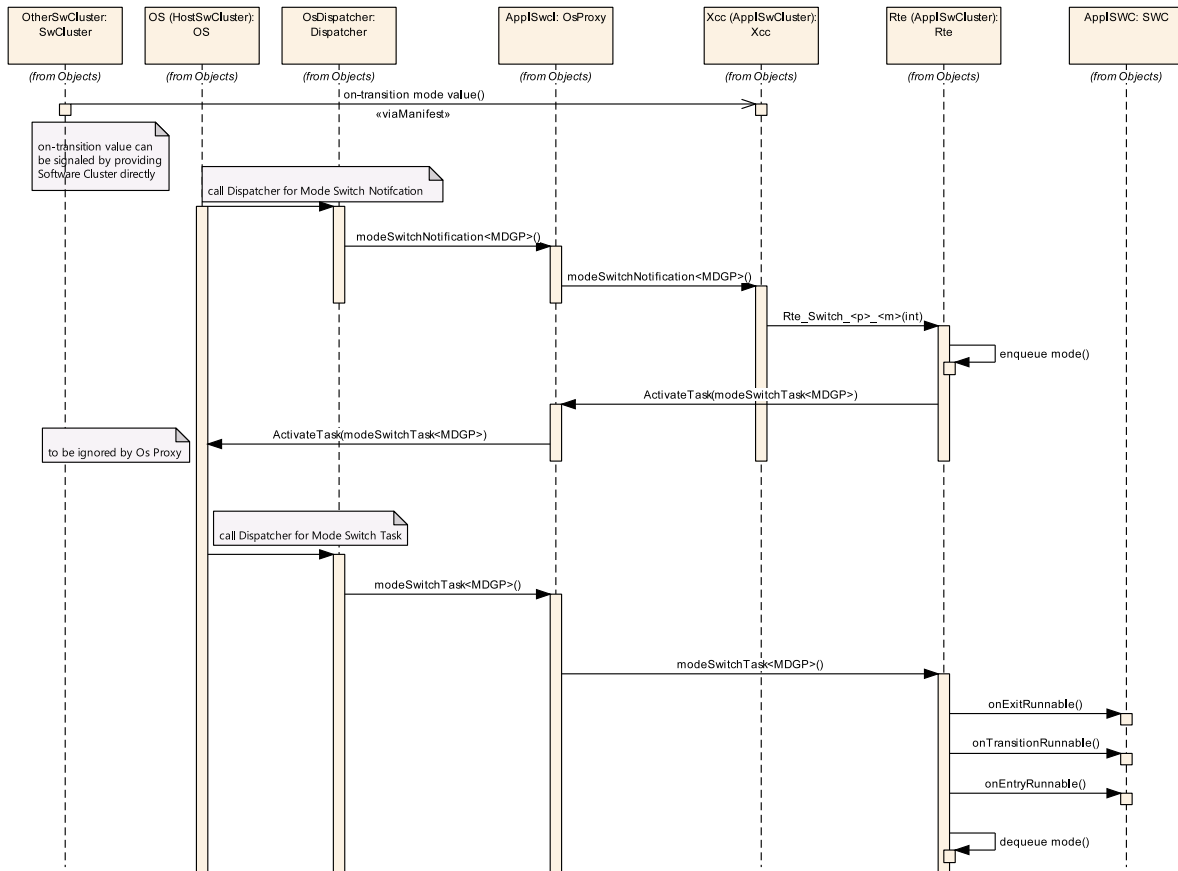 OtherSwCluster:
SwCluster
OS (HostSwCluster):
OS
OsDispatcher:
Dispatcher
ApplSwcl: OsProxy
Xcc (ApplSwCluster):
Xcc
Rte (ApplSwCluster):
Rte
ApplSWC: SWC
(from Objects)
(from Objects)
(from Objects)
(from Objects)
(from Objects)
(from Objects)
(from Objects)
on-transition mode value()
«viaManifest»
on-transition value can
be signaled by providing
Software Cluster directly
call Dispatcher for Mode Switch Notifcation
modeSwitchNotification<MDGP>()
modeSwitchNotification<MDGP>()
Rte_Switch_<p>_<m>(int)
enqueue mode()
ActivateTask(modeSwitchTask<MDGP>)
ActivateTask(modeSwitchTask<MDGP>)
to be ignored by Os Proxy
call Dispatcher for Mode Switch Task
modeSwitchTask<MDGP>()
modeSwitchTask<MDGP>()
onExitRunnable()
onTransitionRunnable()
onEntryRunnable()
dequeue mode()